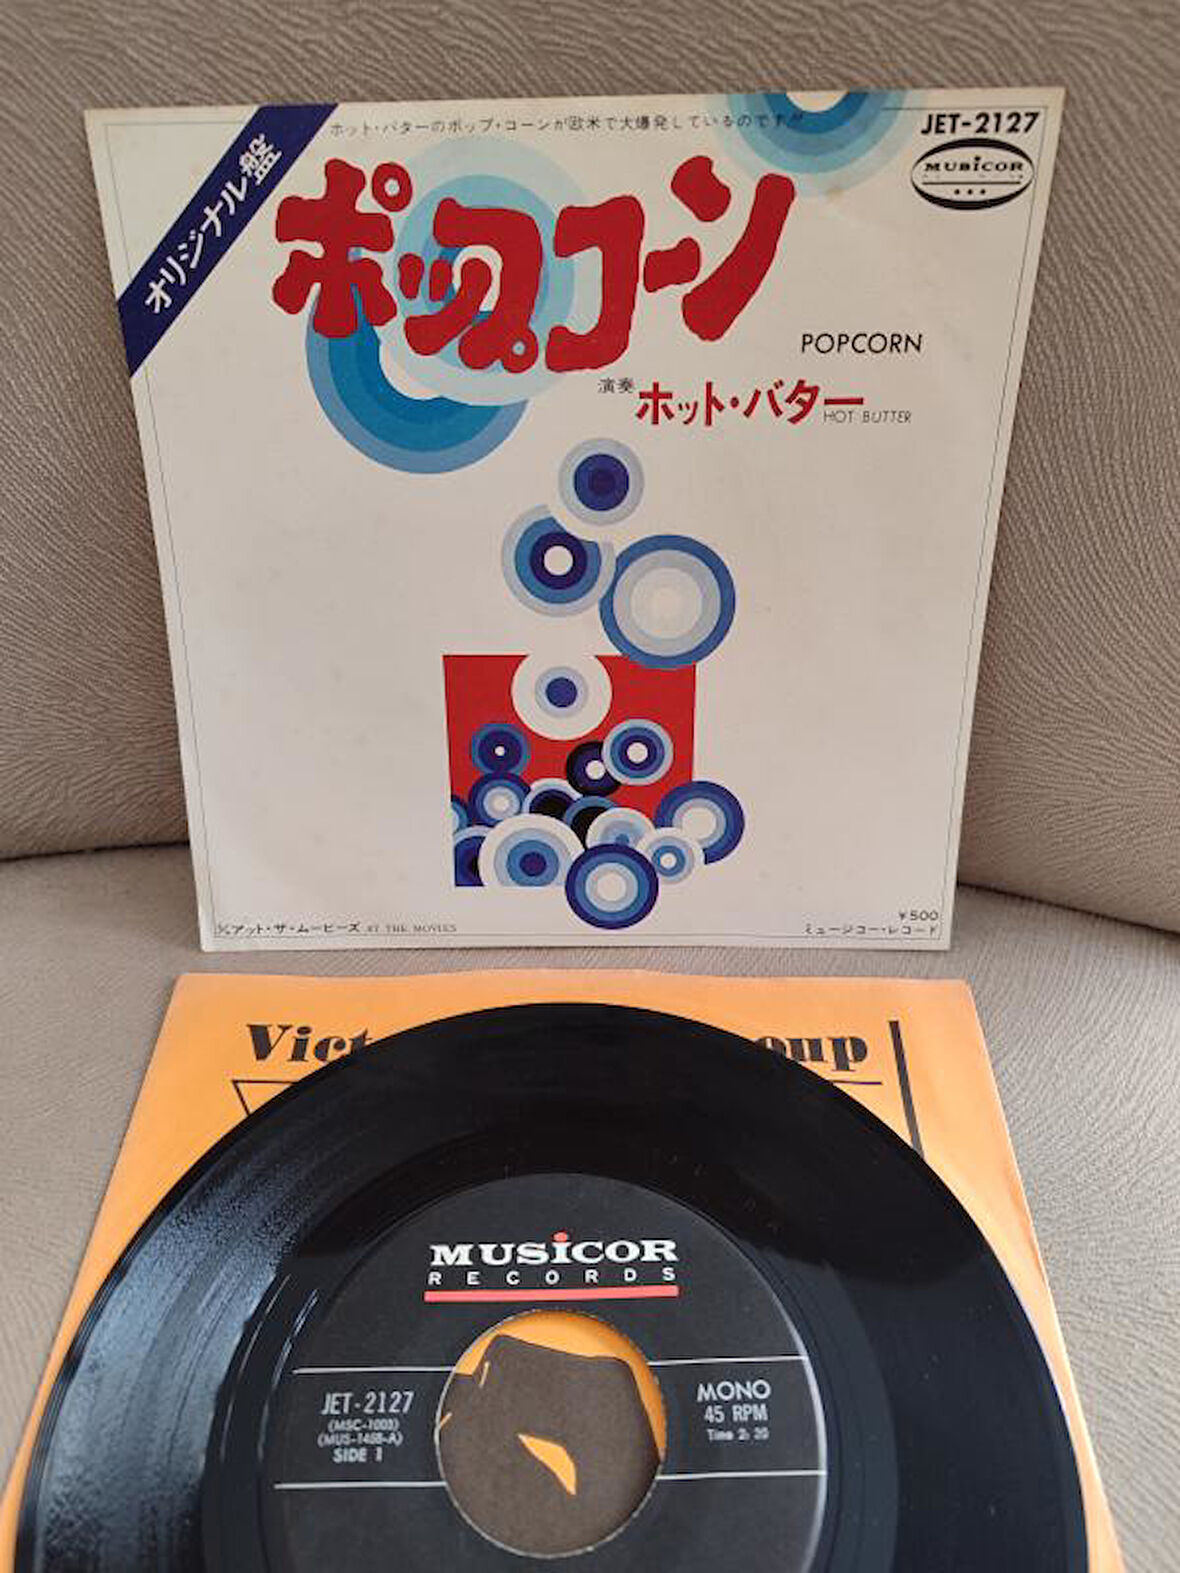 オリジナル盤
ホット・バターのポップ・コーンが欧米で大爆発しているのですが
JET-2127
MUSiCOR
ポップコーン
POPCORN
演奏 ホット・バター
HOT BUTTER
アット・ザ・ムービーズ AT THE MOVIES
¥500
ミュージコー・レコード
MUSiCOR
RECORDS
JET-2127
SIDE 1
MONO
45 RPM
Time 2:20